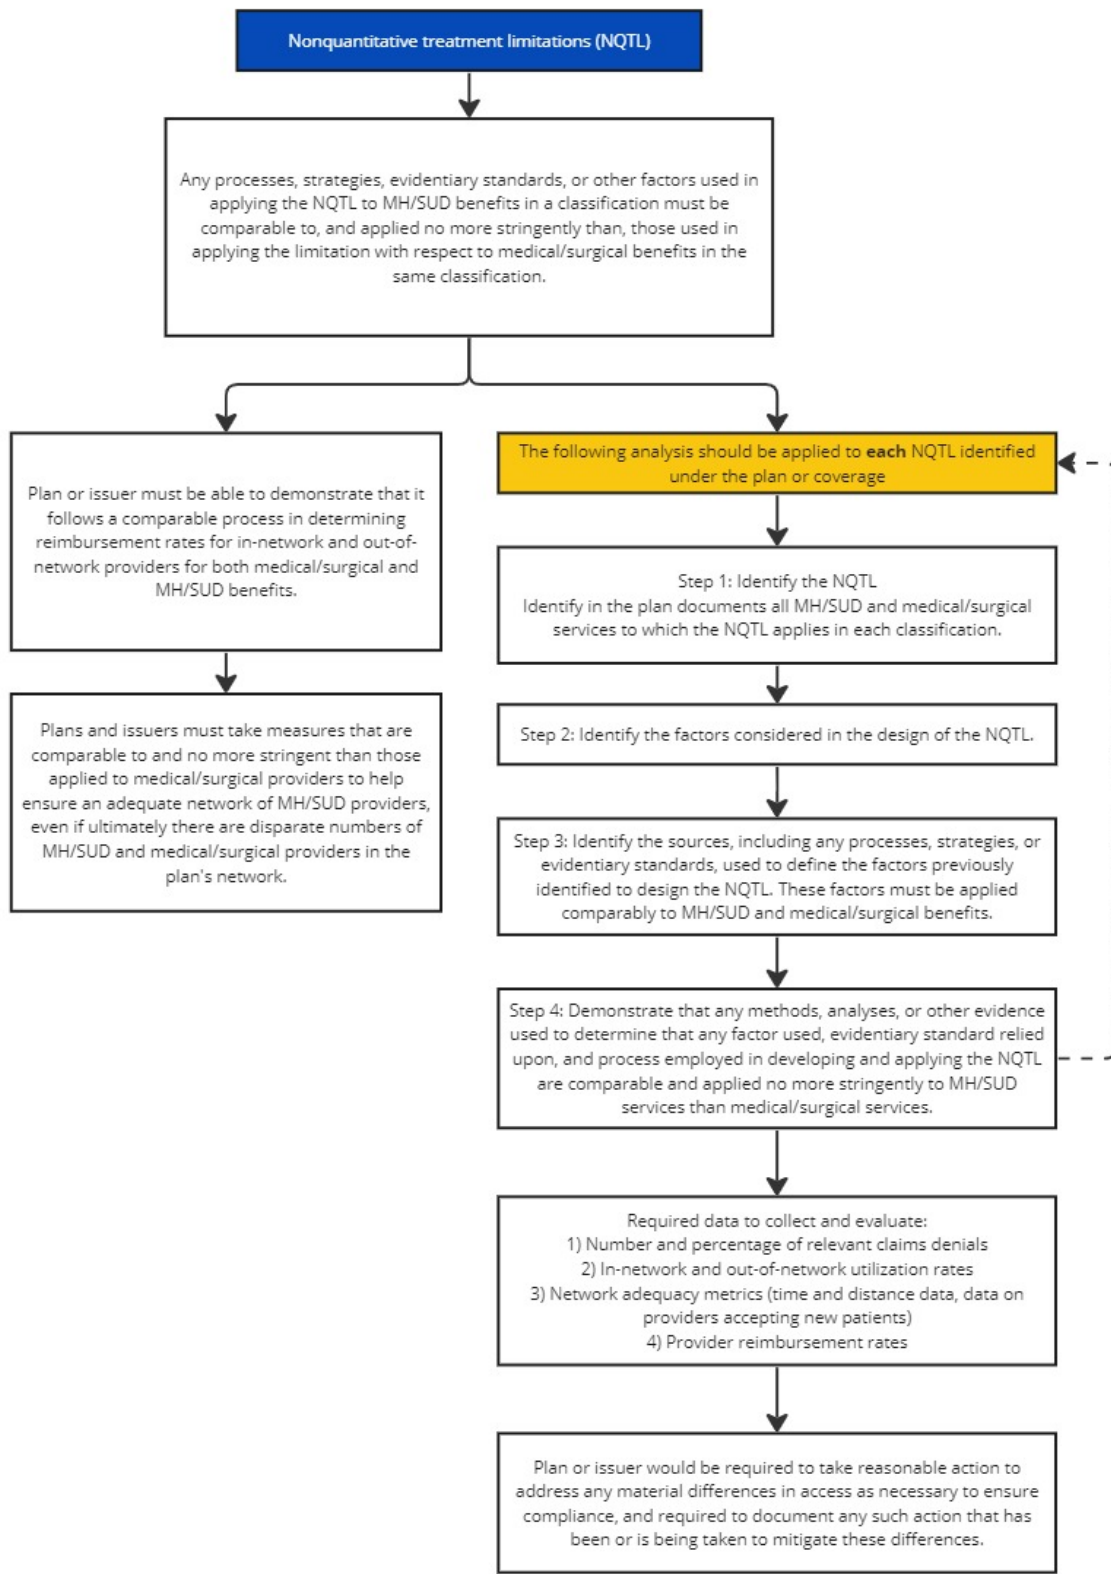 Nonquantitative treatment limitations (NQTL)
Any processes, strategies, evidentiary standards, or other factors used in
applying the NQTL to MH/SUD benefits in a classification must be
comparable to, and applied no more stringently than, those used in
applying the limitation with respect to medical/surgical benefits in the
same classification.
Plan or issuer must be able to demonstrate that it
follows a comparable process in determining
reimbursement rates for in-network and out-of-
network providers for both medical/surgical and
MH/SUD benefits.
Plans and issuers must take measures that are
comparable to and no more stringent than those
applied to medical/surgical providers to help
ensure an adequate network of MH/SUD providers,
even if ultimately there are disparate numbers of
MH/SUD and medical/surgical providers in the
plan's network.
The following analysis should be applied to each NQTL identified
under the plan or coverage
Step 1: Identify the NQTL
Identify in the plan documents all MH/SUD and medical/surgical
services to which the NQTL applies in each classification.
Step 2: Identify the factors considered in the design of the NQTL.
Step 3: Identify the sources, including any processes, strategies, or
evidentiary standards, used to define the factors previously
identified to design the NQTL. These factors must be applied
comparably to MH/SUD and medical/surgical benefits.
Step 4: Demonstrate that any methods, analyses, or other evidence
used to determine that any factor used, evidentiary standard relied
upon, and process employed in developing and applying the NQTL
are comparable and applied no more stringently to MH/SUD
services than medical/surgical services.
Required data to collect and evaluate:
1) Number and percentage of relevant claims denials
2) In-network and out-of-network utilization rates
3) Network adequacy metrics (time and distance data, data on
providers accepting new patients)
4) Provider reimbursement rates
Plan or issuer would be required to take reasonable action to
address any material differences in access as necessary to ensure
compliance, and required to document any such action that has
been or is being taken to mitigate these differences.